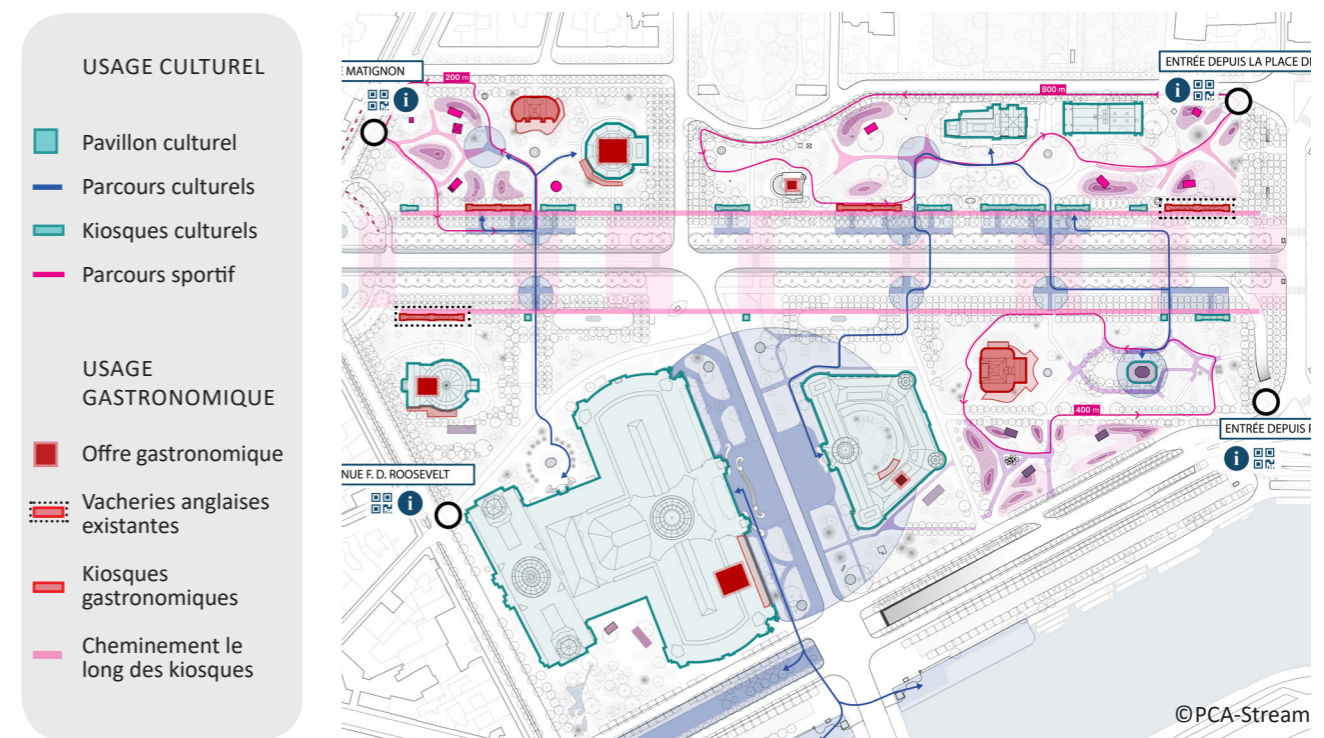 USAGE CULTUREL
Pavillon culturel
Parcours culturels
Kiosques culturels
Parcours sportif
USAGE
GASTRONOMIQUE
Offre gastronomique
Vacheries anglaises
existantes
Kiosques
gastronomiques
Cheminement le
long des kiosques
MATIGNON
i
200 m
800 m
ENTRÉE DEPUIS LA PLACE DE
i
400 m
ENTRÉE DEPUIS
i
NUE F. D. ROOSEVELT
i
©PCA-Stream